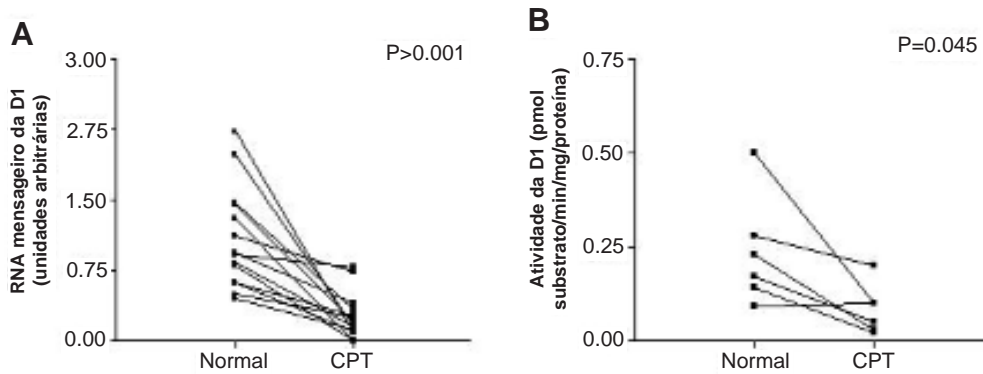 A
P>0.001
RNA mensageiro da D1
(unidades arbitrárias)
3.00
2.75
1.50
0.75
0.00
Normal
CPT
B
P=0.045
Atividade da D1 (pmol
substrato/min/mg/proteína)
0.75
0.50
0.25
0.00
Normal
CPT